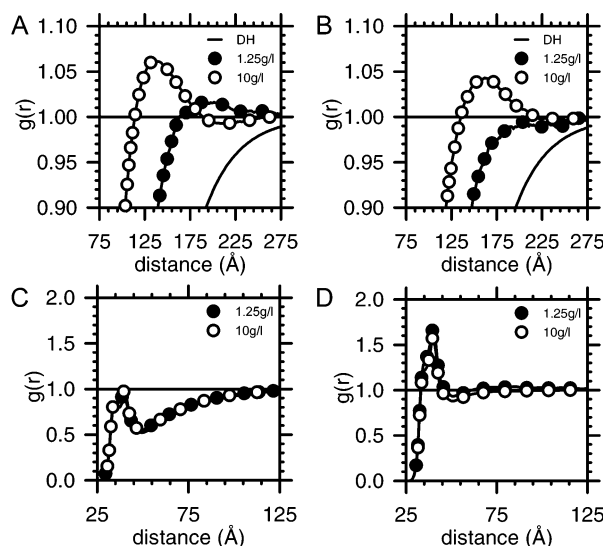 A
1.10
1.05
1.00
0.95
0.90
g(r)
DH
1.25g/l
10g/l
75 125 175 225 275
distance (Å)
B
1.10
1.05
1.00
0.95
0.90
g(r)
DH
1.25g/l
10g/l
75 125 175 225 275
distance (Å)
C
2.0
1.5
1.0
0.5
0.0
g(r)
1.25g/l
10g/l
25 75 125
distance (Å)
D
2.0
1.5
1.0
0.5
0.0
g(r)
1.25g/l
10g/l
25 75 125
distance (Å)